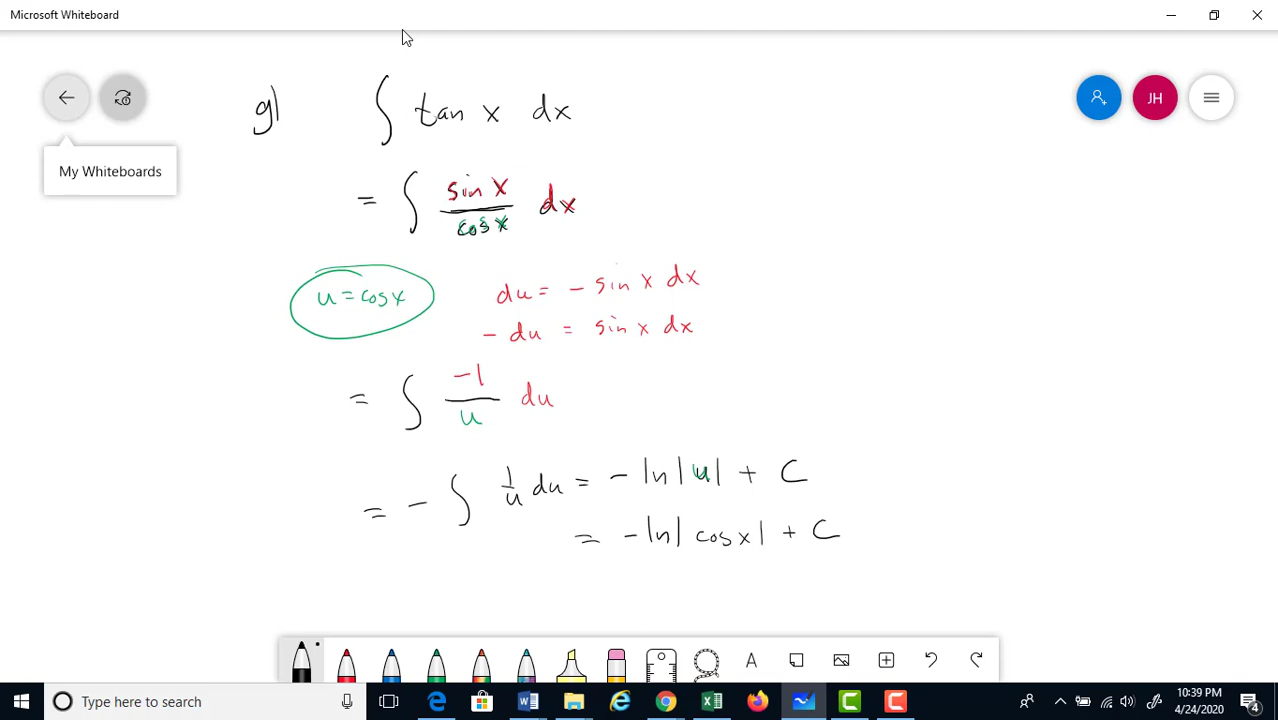 Microsoft Whiteboard
My Whiteboards
JH
g) ∫ tan x dx
= ∫ sin x / cos x dx
u = cos x
du = - sin x dx
- du = sin x dx
= ∫ -1 / u du
= - ∫ 1/u du = - ln|u| + C
= - ln|cos x| + C
A
Type here to search
10:39 PM
4/24/2020
4